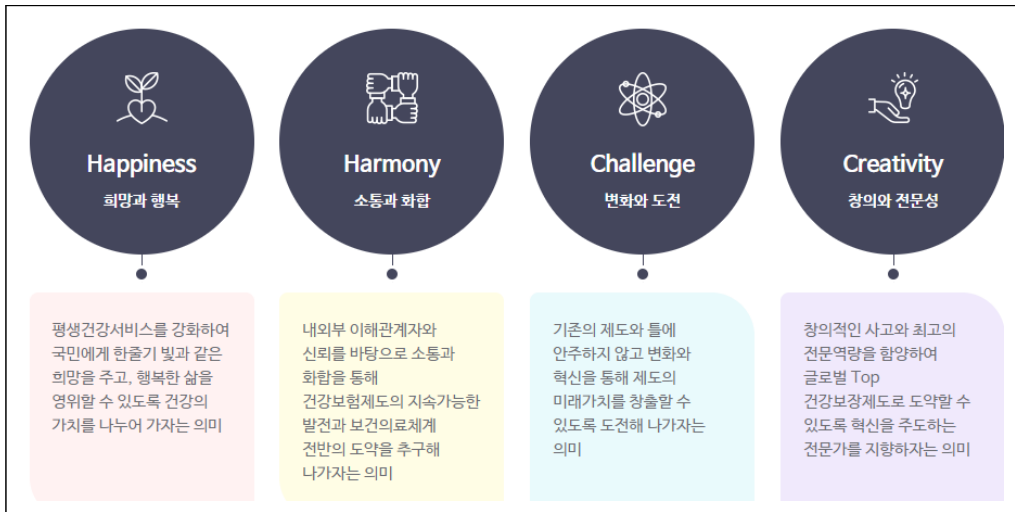 Happiness
희망과 행복
평생건강서비스를 강화하여
국민에게 한줄기 빛과 같은
희망을 주고, 행복한 삶을
영위할 수 있도록 건강의
가치를 나누어 가자는 의미
Harmony
소통과 화합
내외부 이해관계자와
신뢰를 바탕으로 소통과
화합을 통해
건강보험제도의 지속가능한
발전과 보건의료체계
전반의 도약을 추구해
나가자는 의미
Challenge
변화와 도전
기존의 제도와 틀에
안주하지 않고 변화와
혁신을 통해 제도의
미래가치를 창출할 수
있도록 도전해 나가자는
의미
Creativity
창의와 전문성
창의적인 사고와 최고의
전문역량을 함양하여
글로벌 Top
건강보장제도로 도약할 수
있도록 혁신을 주도하는
전문가를 지향하자는 의미